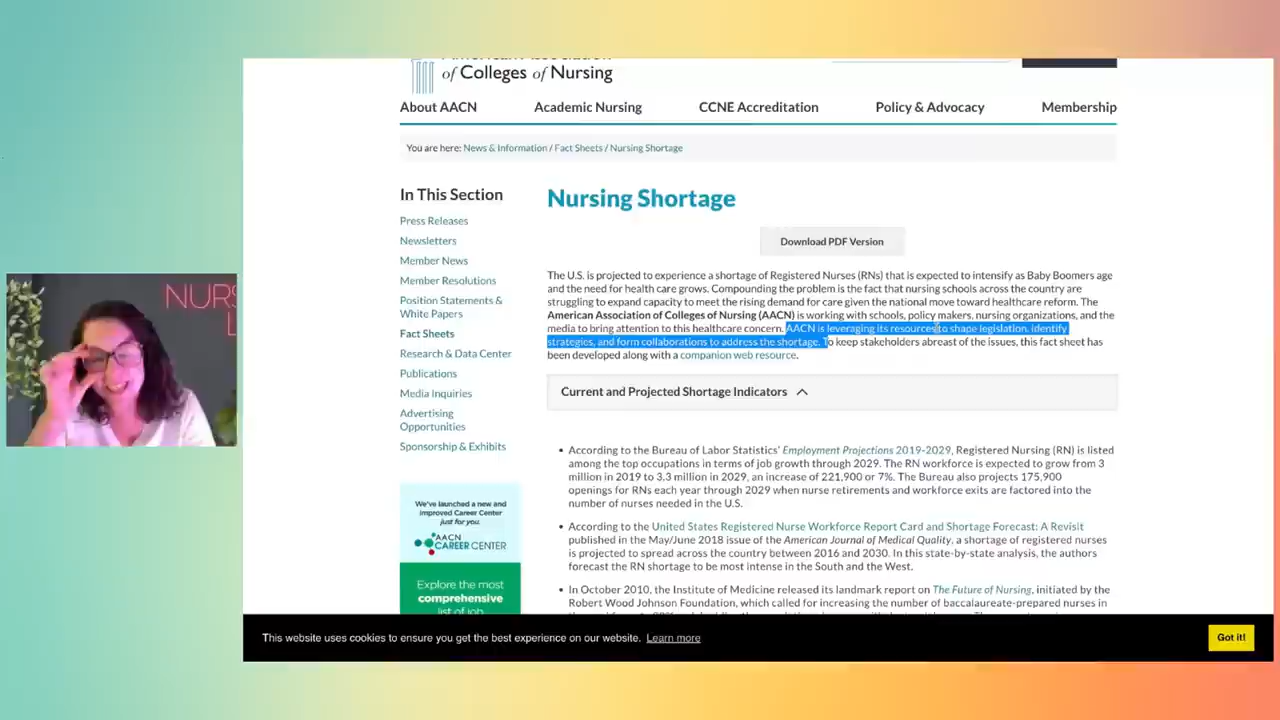 American Association
of Colleges of Nursing
About AACN
Academic Nursing
CCNE Accreditation
Policy & Advocacy
Membership
You are here: News & Information / Fact Sheets / Nursing Shortage
In This Section
Press Releases
Newsletters
Member News
Member Resolutions
Position Statements &
White Papers
Fact Sheets
Research & Data Center
Publications
Media Inquiries
Advertising
Opportunities
Sponsorship & Exhibits
We've launched a new and
improved Career Center
just for you.
AACN
CAREER CENTER
Explore the most
comprehensive
list of job
Nursing Shortage
Download PDF Version
The U.S. is projected to experience a shortage of Registered Nurses (RNs) that is expected to intensify as Baby Boomers age
and the need for health care grows. Compounding the problem is the fact that nursing schools across the country are
struggling to expand capacity to meet the rising demand for care given the national move toward healthcare reform. The
American Association of Colleges of Nursing (AACN) is working with schools, policy makers, nursing organizations, and the
media to bring attention to this healthcare concern. AACN is leveraging its resources to shape legislation, identify
strategies, and form collaborations to address the shortage. To keep stakeholders abreast of the issues, this fact sheet has
been developed along with a companion web resource.
Current and Projected Shortage Indicators
• According to the Bureau of Labor Statistics' Employment Projections 2019-2029, Registered Nursing (RN) is listed
among the top occupations in terms of job growth through 2029. The RN workforce is expected to grow from 3
million in 2019 to 3.3 million in 2029, an increase of 221,900 or 7%. The Bureau also projects 175,900
openings for RNs each year through 2029 when nurse retirements and workforce exits are factored into the
number of nurses needed in the U.S.
• According to the United States Registered Nurse Workforce Report Card and Shortage Forecast: A Revisit
published in the May/June 2018 issue of the American Journal of Medical Quality, a shortage of registered nurses
is projected to spread across the country between 2016 and 2030. In this state-by-state analysis, the authors
forecast the RN shortage to be most intense in the South and the West.
• In October 2010, the Institute of Medicine released its landmark report on The Future of Nursing, initiated by the
Robert Wood Johnson Foundation, which called for increasing the number of baccalaureate-prepared nurses in
This website uses cookies to ensure you get the best experience on our website. Learn more
Got it!
NURS
L